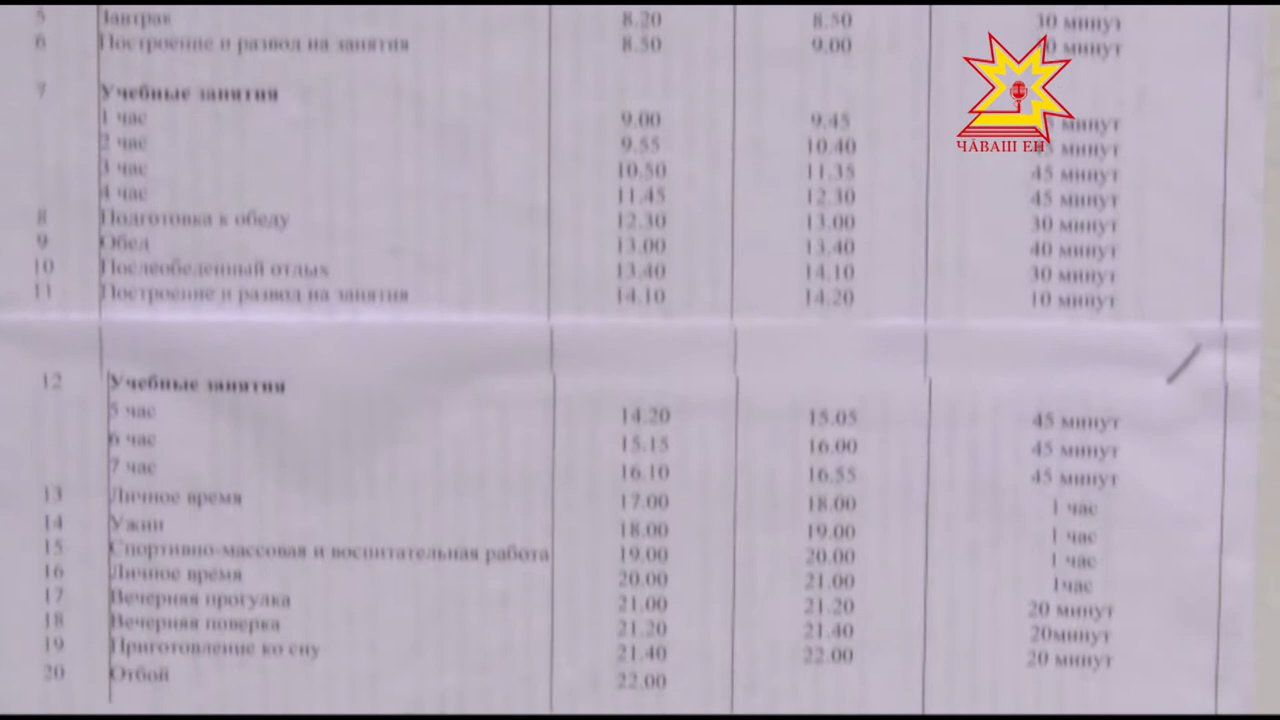 5 Завтрак 8.20 8.50 30 минут
6 Построение и развод на занятия 8.50 9.00 0 минут
7 Учебные занятия
1 час 9.00 9.45 минут
2 час 9.55 10.40 45 минут
3 час 10.50 11.35 45 минут
4 час 11.45 12.30 45 минут
8 Подготовка к обеду 12.30 13.00 30 минут
9 Обед 13.00 13.40 40 минут
10 Послеобеденный отдых 13.40 14.10 30 минут
11 Построение и развод на занятия 14.10 14.20 10 минут
12 Учебные занятия
5 час 14.20 15.05 45 минут
6 час 15.15 16.00 45 минут
7 час 16.10 16.55 45 минут
13 Личное время 17.00 18.00 1 час
14 Ужин 18.00 19.00 1 час
15 Спортивно-массовая и воспитательная работа 19.00 20.00 1 час
16 Личное время 20.00 21.00 1час
17 Вечерняя прогулка 21.00 21.20 20 минут
18 Вечерняя поверка 21.20 21.40 20минут
19 Приготовление ко сну 21.40 22.00 20 минут
20 Отбой 22.00
ЧӐВАШ ЕН